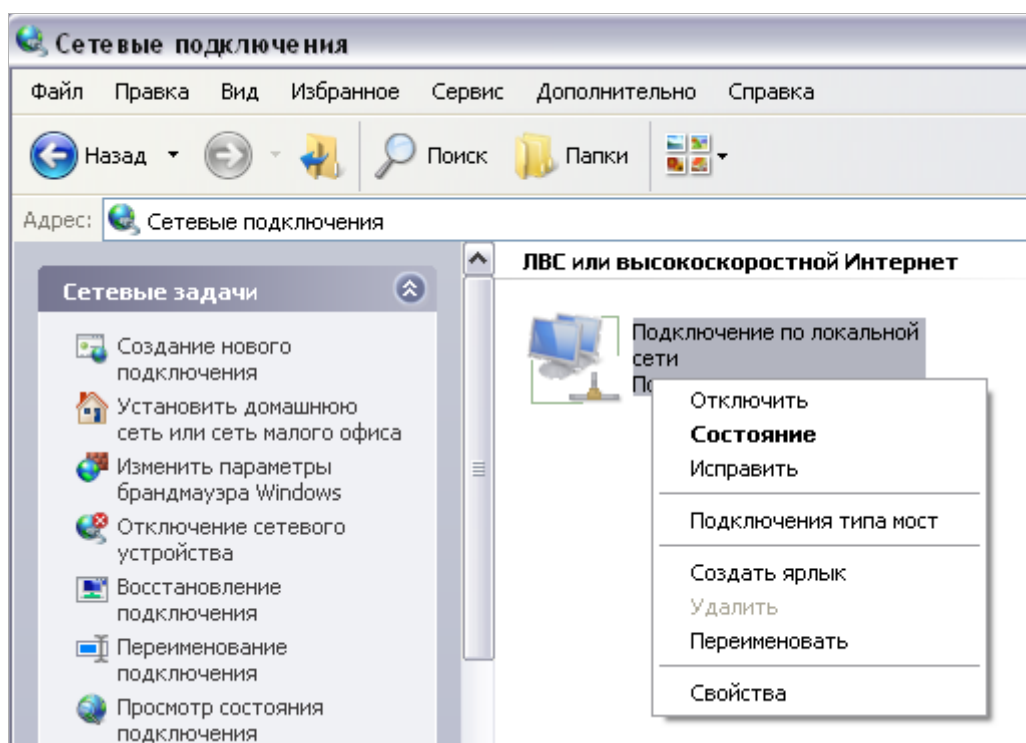 Сетевые подключения
Файл Правка Вид Избранное Сервис Дополнительно Справка
Назад Поиск Папки
Адрес: Сетевые подключения
Сетевые задачи
Создание нового
подключения
Установить домашнюю
сеть или сеть малого офиса
Изменить параметры
брандмауэра Windows
Отключение сетевого
устройства
Восстановление
подключения
Переименование
подключения
Просмотр состояния
подключения
ЛВС или высокоскоростной Интернет
Подключение по локальной
сети
Отключить
Состояние
Исправить
Подключения типа мост
Создать ярлык
Удалить
Переименовать
Свойства